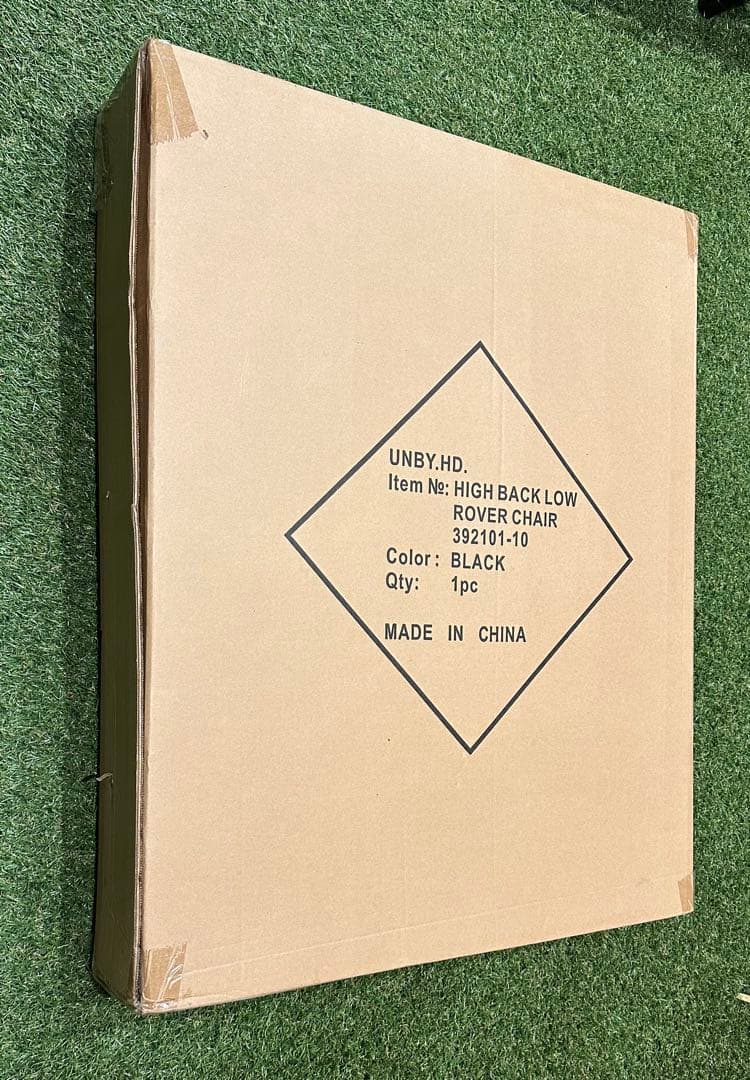 UNBY.HD.
Item №: HIGH BACK LOW
ROVER CHAIR
392101-10
Color: BLACK
Qty: 1pc
MADE IN CHINA